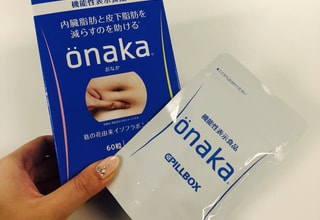 機能性表示食品
内臓脂肪と皮下脂肪を
減らすのを助ける
önaka
おなか
葛の花由来イソフラボン
60粒
機能性表示食品
önaka
PILLBOX